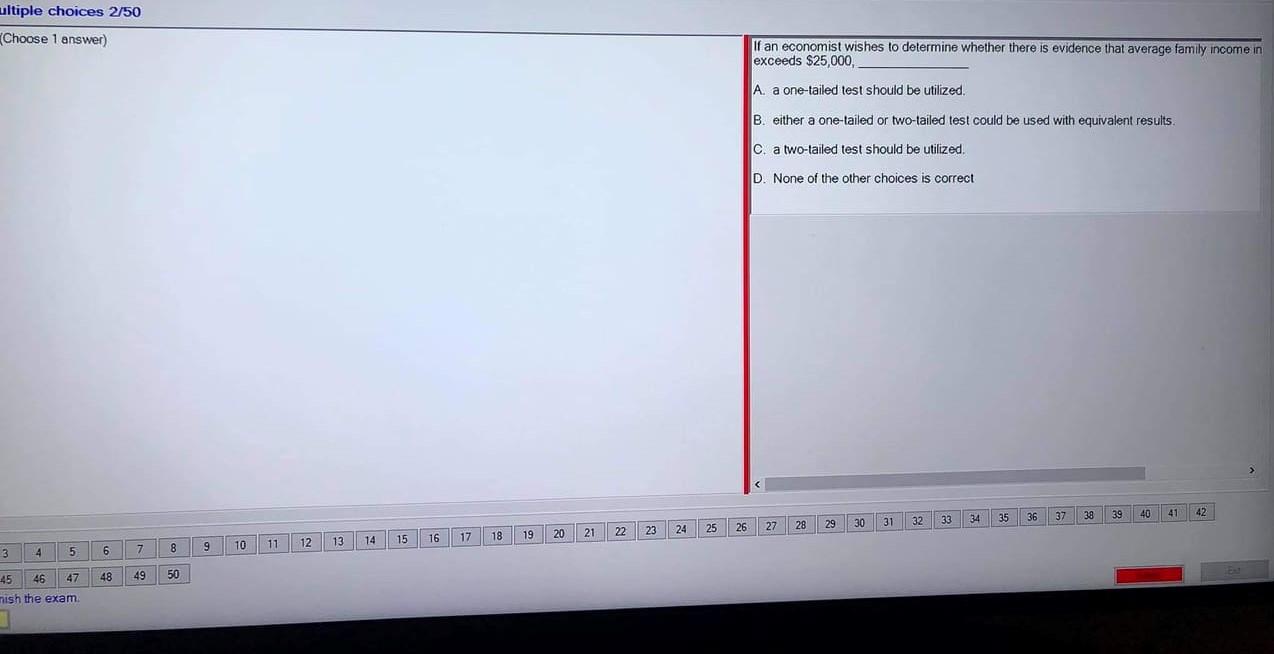 ultiple choices 2/50
(Choose 1 answer)
If an economist wishes to determine whether there is evidence that average family income in
exceeds $25,000, ____________
A. a one-tailed test should be utilized.
B. either a one-tailed or two-tailed test could be used with equivalent results.
C. a two-tailed test should be utilized.
D. None of the other choices is correct
3 4 5 6 7 8 9 10 11 12 13 14 15 16 17 18 19 20 21 22 23 24 25 26 27 28 29 30 31 32 33 34 35 36 37 38 39 40 41 42
45 46 47 48 49 50
nish the exam.
Exit